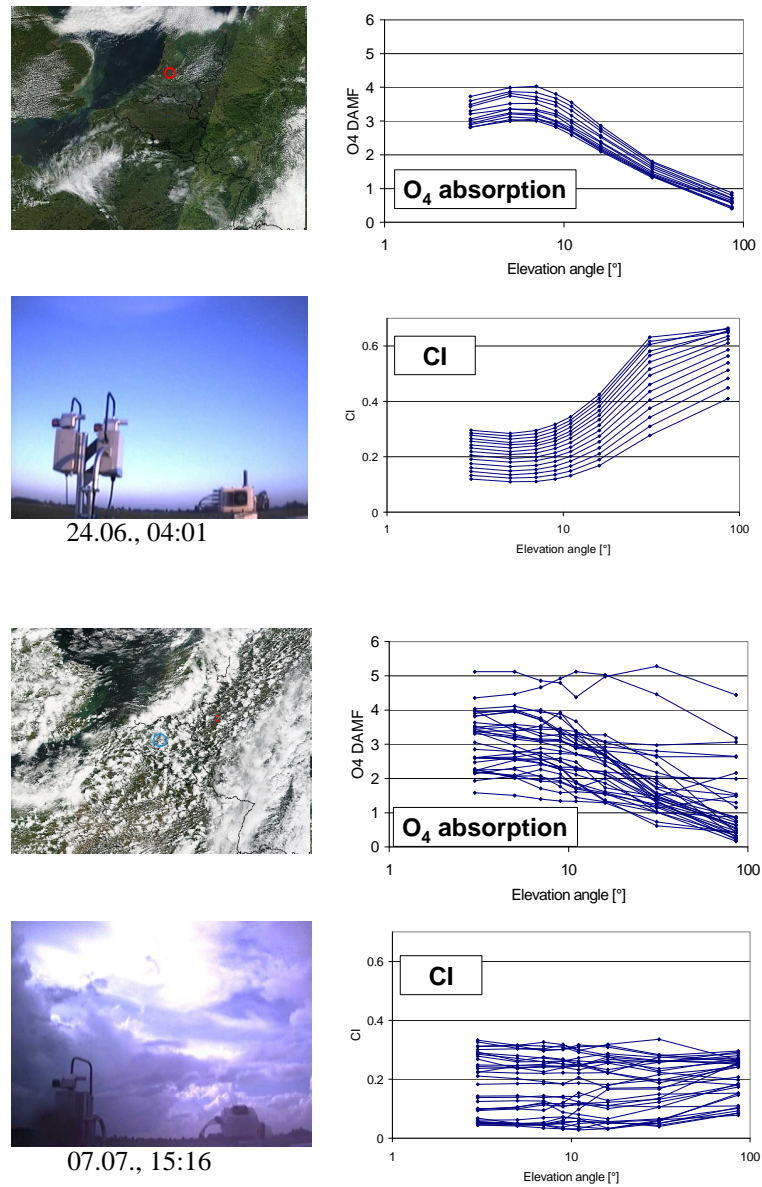 6
5
4
3
2
1
0
O4 DAMF
O₄ absorption
1 10 100
Elevation angle [°]
24.06., 04:01
0.6
0.4
0.2
0
CI
CI
1 10 100
Elevation angle [°]
6
5
4
3
2
1
0
O4 DAMF
O₄ absorption
1 10 100
Elevation angle [°]
07.07., 15:16
0.6
0.4
0.2
0
CI
CI
1 10 100
Elevation angle [°]